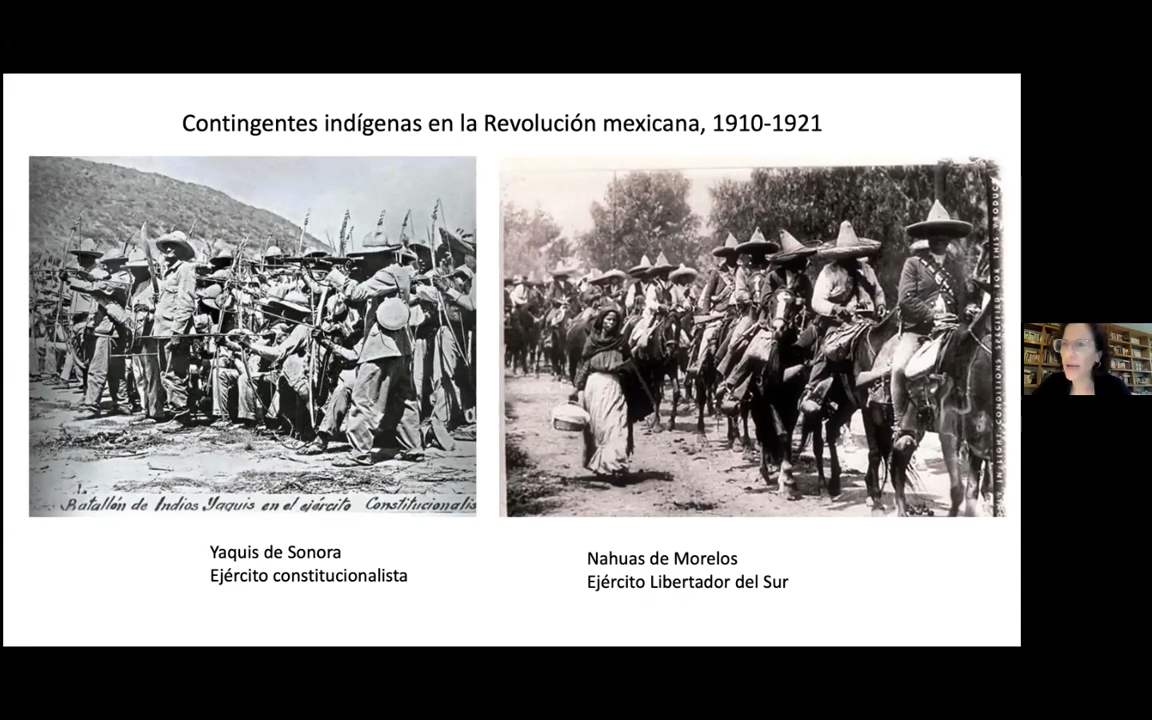 Contingentes indígenas en la Revolución mexicana, 1910-1921
Batallón de Indios Yaquis en el ejército Constitucionalis
Yaquis de Sonora
Ejército constitucionalista
Nahuas de Morelos
Ejército Libertador del Sur